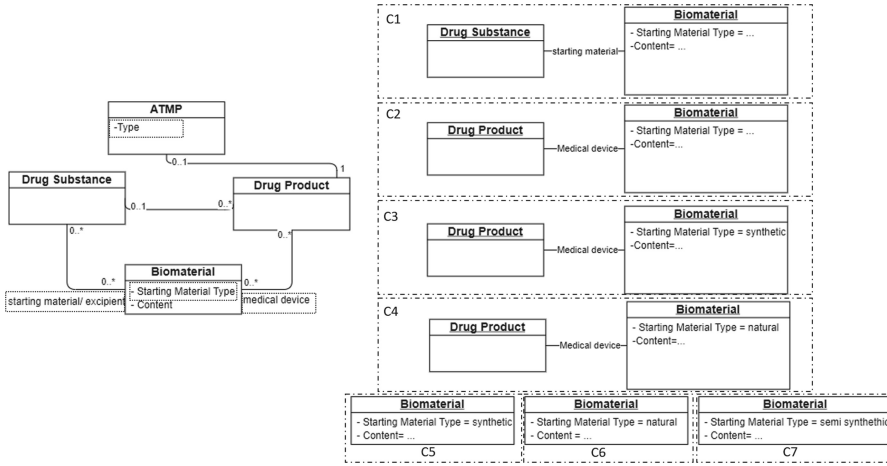 ATMP
-Type
0..1
1
Drug Substance
Drug Product
0..1
0..*
0..*
0..*
0..*
Biomaterial
0..*
starting material/ excipient
- Starting Material Type
- Content
medical device
C1
Drug Substance
starting material
Biomaterial
- Starting Material Type = ...
-Content= ...
C2
Drug Product
Medical device
Biomaterial
- Starting Material Type = ...
-Content=...
C3
Drug Product
Medical device
Biomaterial
- Starting Material Type = synthetic
-Content=...
C4
Drug Product
Medical device
Biomaterial
- Starting Material Type = natural
-Content=...
Biomaterial
- Starting Material Type = synthetic
- Content= ...
C5
Biomaterial
- Starting Material Type = natural
- Content = ...
C6
Biomaterial
- Starting Material Type = semi synthethic
- Content= ...
C7